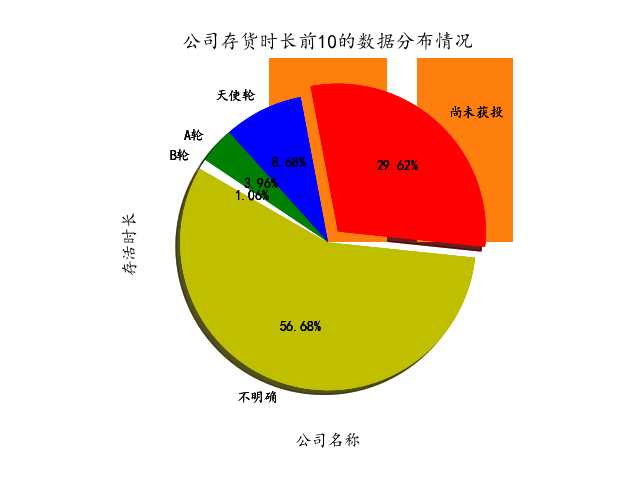 公司存货时长前10的数据分布情况
天使轮
尚未获投
A轮
B轮
8.68%
29.62%
3.96%
1.06%
存活时长
56.68%
不明确
公司名称